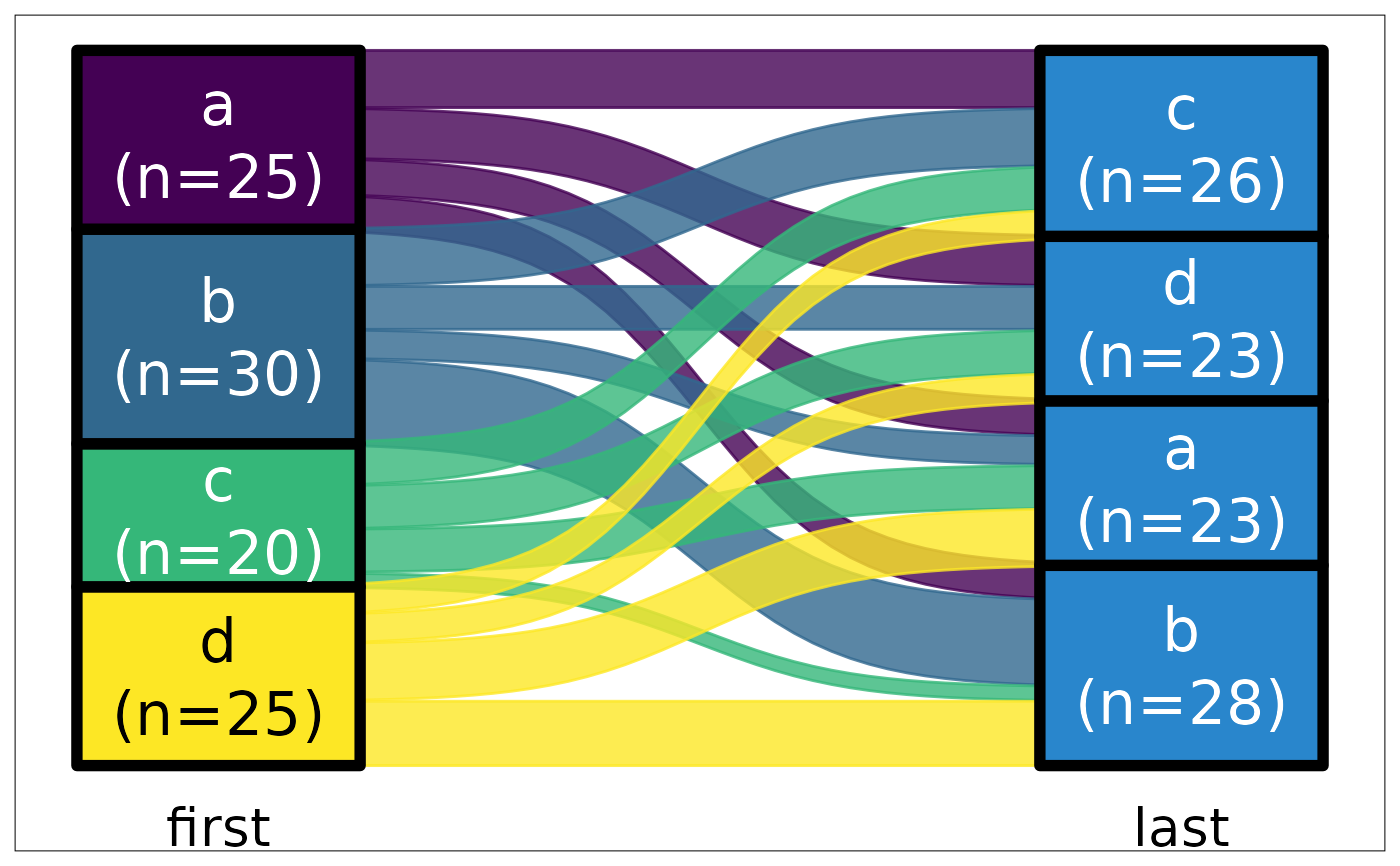 a
(n=25)
b
(n=30)
c
(n=20)
d
(n=25)
first
c
(n=26)
d
(n=23)
a
(n=23)
b
(n=28)
last